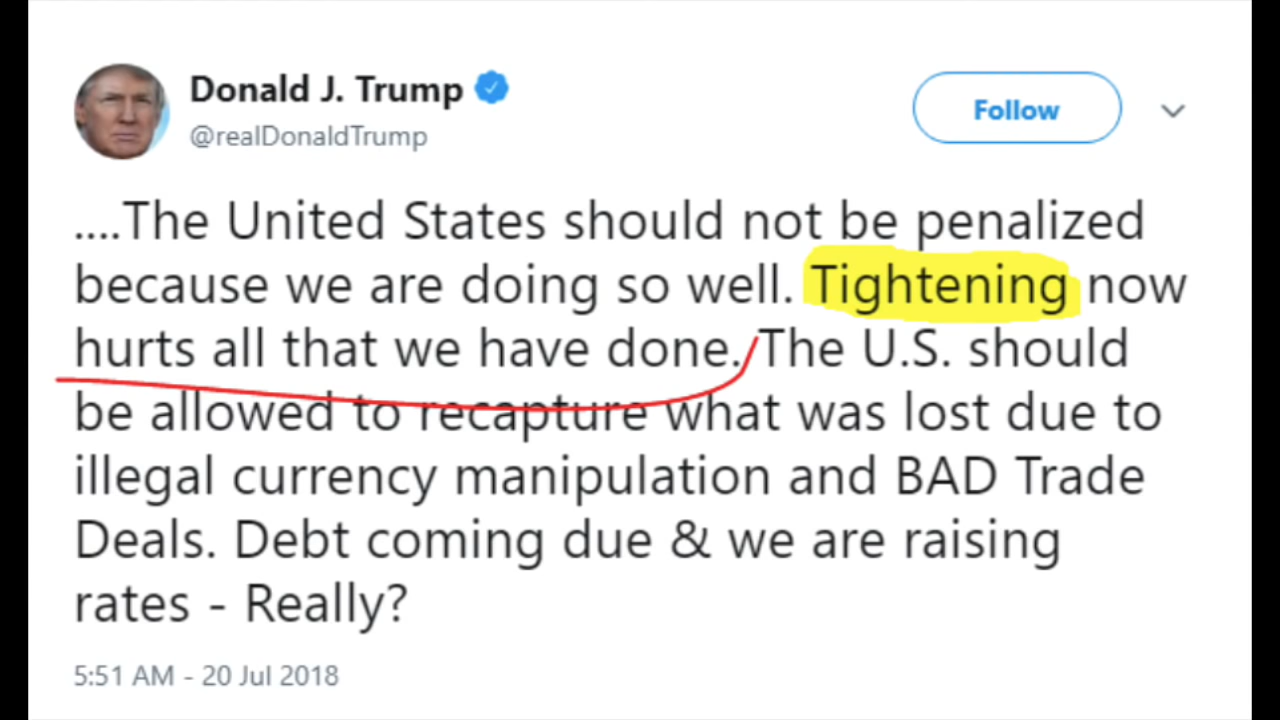 Donald J. Trump
@realDonaldTrump
Follow
....The United States should not be penalized
because we are doing so well. Tightening now
hurts all that we have done. The U.S. should
be allowed to recapture what was lost due to
illegal currency manipulation and BAD Trade
Deals. Debt coming due & we are raising
rates - Really?
5:51 AM - 20 Jul 2018